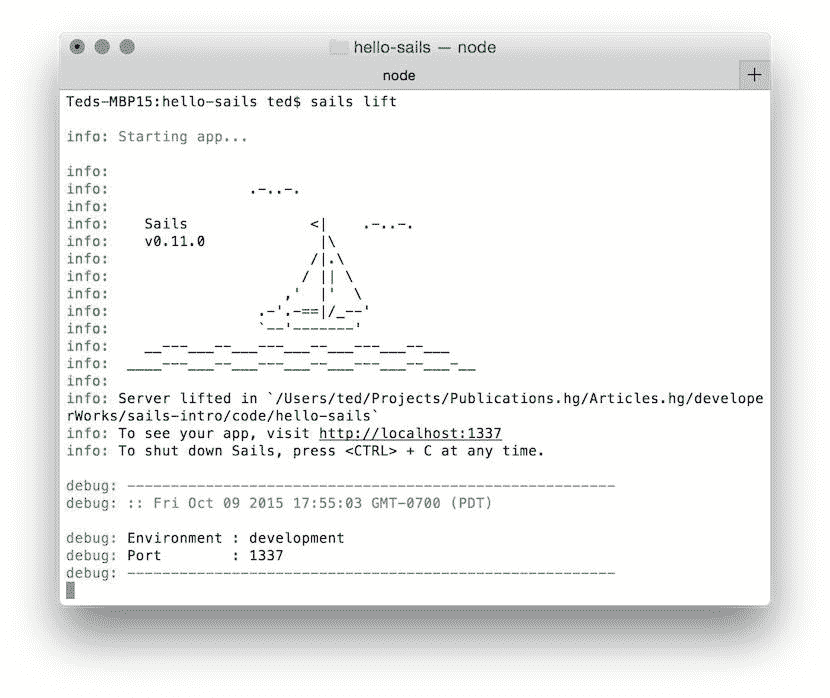 hello-sails — node
node
+
Teds-MBP15:hello-sails ted$ sails lift
info: Starting app...
info:
info:                .-..-.
info:
info:    Sails              <|    .-..-.
info:    v0.11.0             |\
info:                       /|.\
info:                      / || \
info:                    ,'  |'  \
info:                 .-'.-==|/_--'
info:                 `--'-------'
info:    __---___--___---___--___---___--___
info:  ____---___--___---___--___---___--___-__
info:
info: Server lifted in `/Users/ted/Projects/Publications.hg/Articles.hg/develope
rWorks/sails-intro/code/hello-sails`
info: To see your app, visit http://localhost:1337
info: To shut down Sails, press <CTRL> + C at any time.
debug: --------------------------------------------------------
debug: :: Fri Oct 09 2015 17:55:03 GMT-0700 (PDT)
debug: Environment : development
debug: Port        : 1337
debug: --------------------------------------------------------